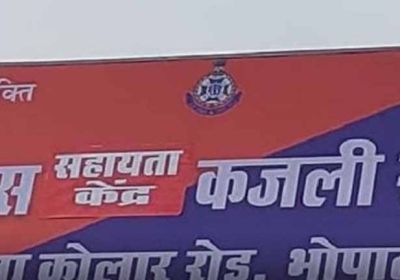 सहायता
केंद्र
कजली
कोलार रोड, भोपाल